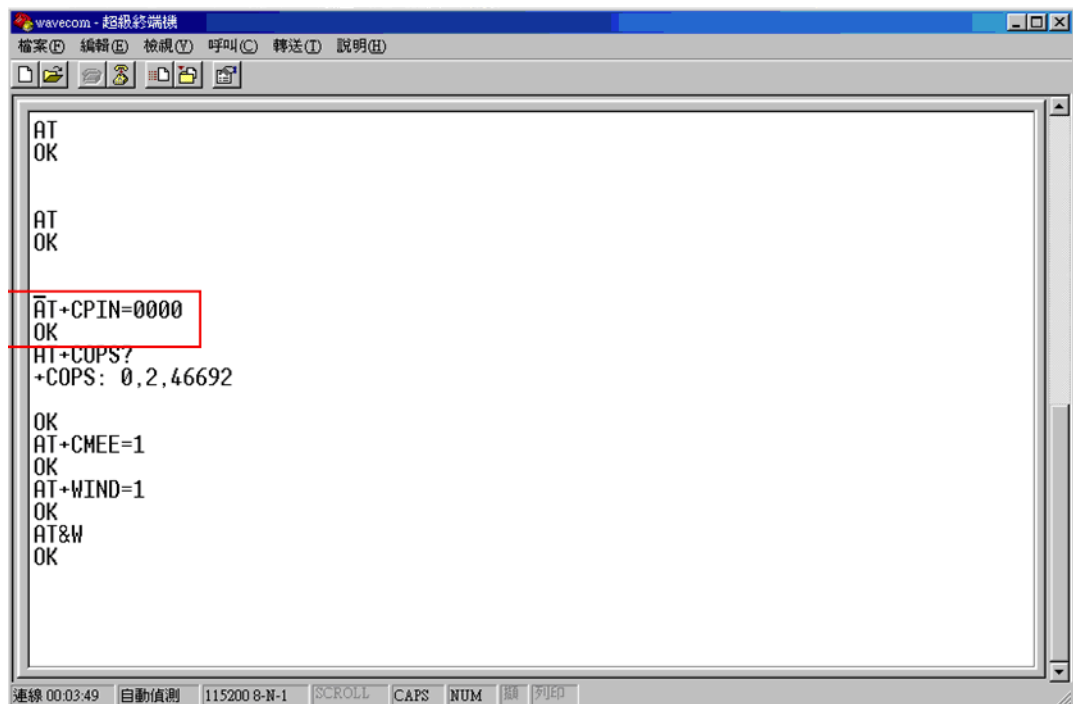 wavecom - 超級終端機
檔案(F) 編輯(E) 檢視(V) 呼叫(C) 轉送(T) 說明(H)
AT
OK
AT
OK
AT+CPIN=0000
OK
AT+COPS?
+COPS: 0,2,46692
OK
AT+CMEE=1
OK
AT+WIND=1
OK
AT&W
OK
連線 00:03:49 自動偵測 115200 8-N-1 SCROLL CAPS NUM 擷 列印